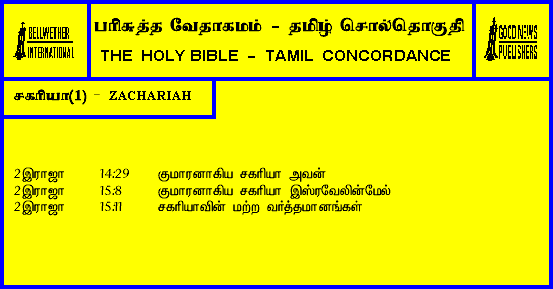 BELLWETHER
INTERNATIONAL
பரிசுத்த வேதாகமம் - தமிழ் சொல்தொகுதி
THE HOLY BIBLE - TAMIL CONCORDANCE
GOOD NEWS
PUBLISHERS
சகரியா(1) - ZACHARIAH
2இராஜா 14:29 குமாரனாகிய சகரியா அவன்
2இராஜா 15:8 குமாரனாகிய சகரியா இஸ்ரவேலின்மேல்
2இராஜா 15:11 சகரியாவின் மற்ற வர்த்தமானங்கள்